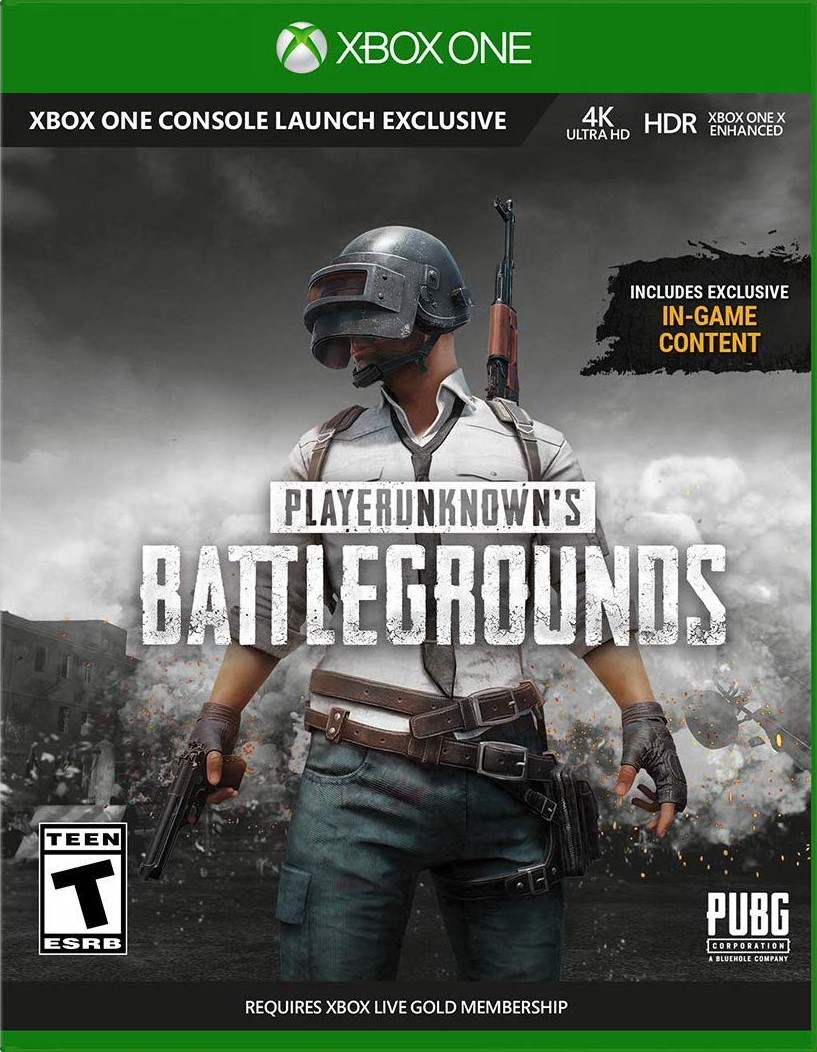 XBOX ONE
XBOX ONE CONSOLE LAUNCH EXCLUSIVE
4K
ULTRA HD
HDR
XBOX ONE X
ENHANCED
INCLUDES EXCLUSIVE
IN-GAME
CONTENT
PLAYERUNKNOWN'S
BATTLEGROUNDS
TEEN
T
ESRB
PUBG
CORPORATION
A BLUEHOLE COMPANY
REQUIRES XBOX LIVE GOLD MEMBERSHIP